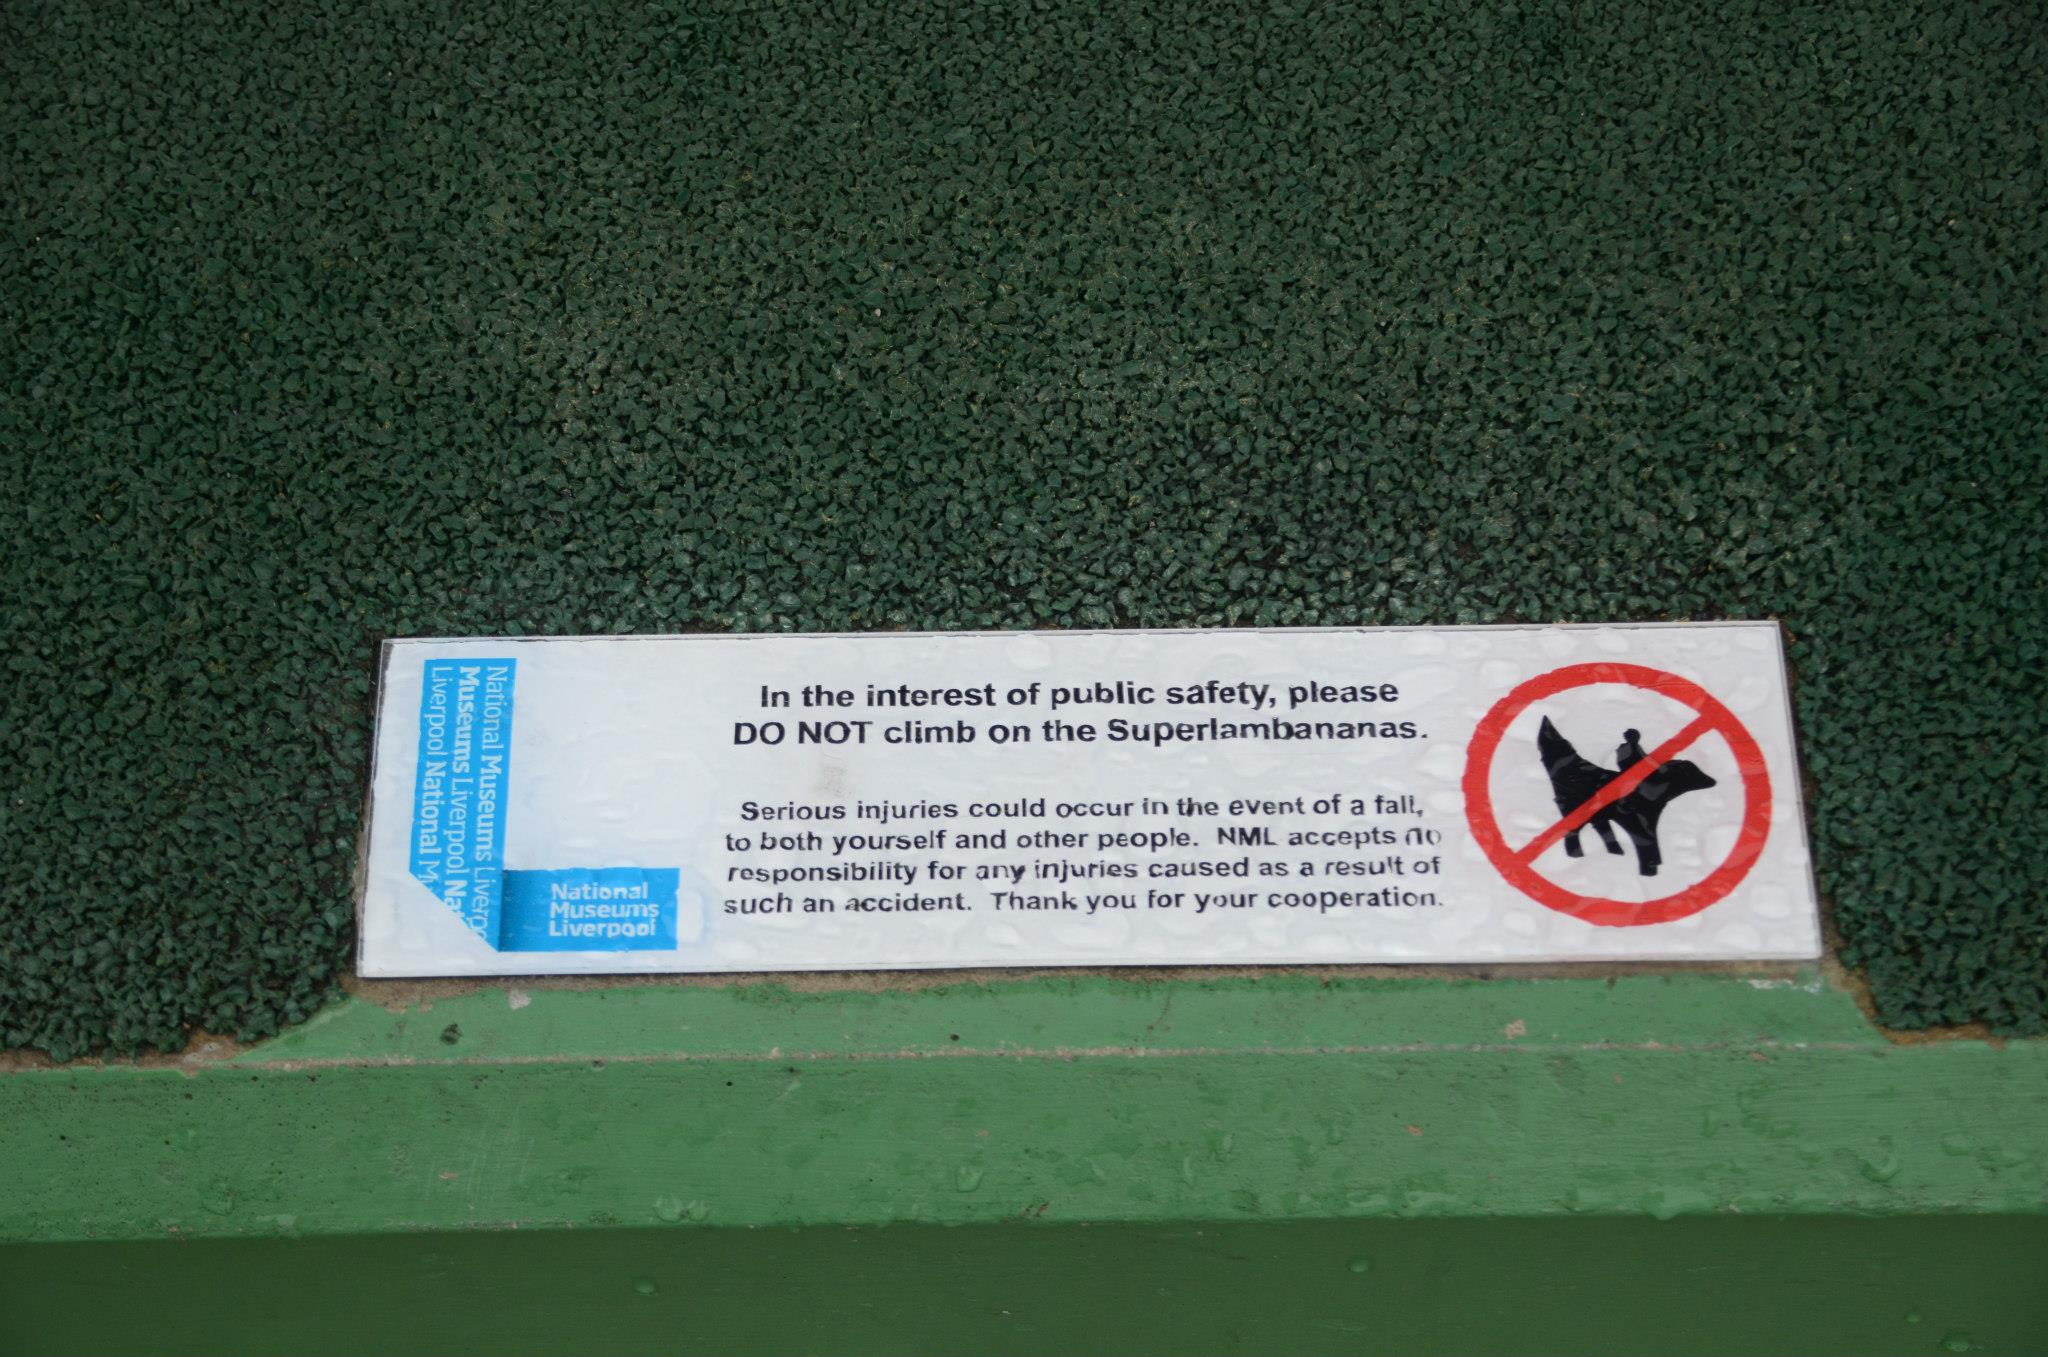 National Museums Liverpo
Museums Liverpool Nat
Liverpool National M
National
Museums
Liverpool
In the interest of public safety, please
DO NOT climb on the Superlambananas.
Serious injuries could occur in the event of a fall,
to both yourself and other people. NML accepts no
responsibility for any injuries caused as a result of
such an accident. Thank you for your cooperation.